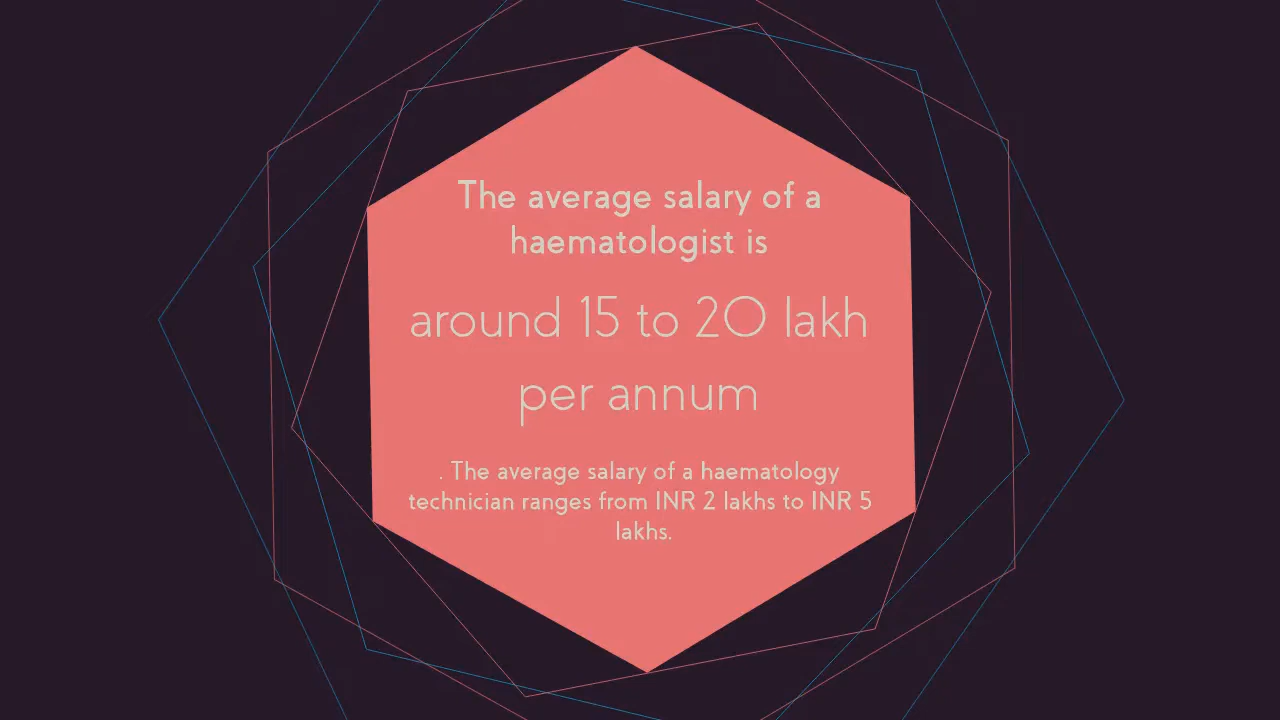 The average salary of a
haematologist is
around 15 to 20 lakh
per annum
. The average salary of a haematology
technician ranges from INR 2 lakhs to INR 5
lakhs.